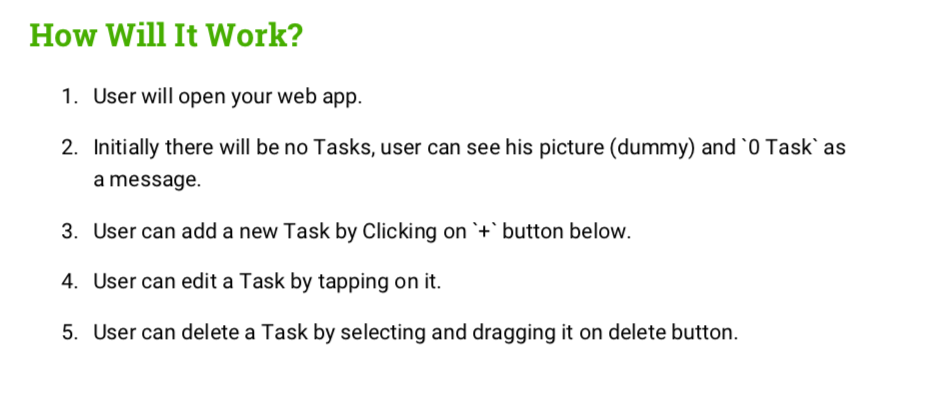 How Will It Work?
1. User will open your web app.
2. Initially there will be no Tasks, user can see his picture (dummy) and `0 Task` as
a message.
3. User can add a new Task by Clicking on `+` button below.
4. User can edit a Task by tapping on it.
5. User can delete a Task by selecting and dragging it on delete button.